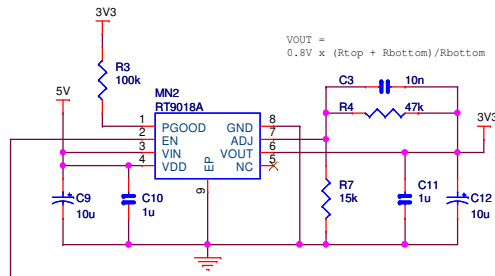 3V3
VOUT =
0.8V x (Rtop + Rbottom)/Rbottom
R3
100k
C3 10n
5V
MN2
RT9018A
R4 47k
3V3
1 PGOOD GND 8
2 EN ADJ 7
3 VIN VOUT 6
4 VDD NC 5
EP
9
C9
10u
C10
1u
R7
15k
C11
1u
C12
10u